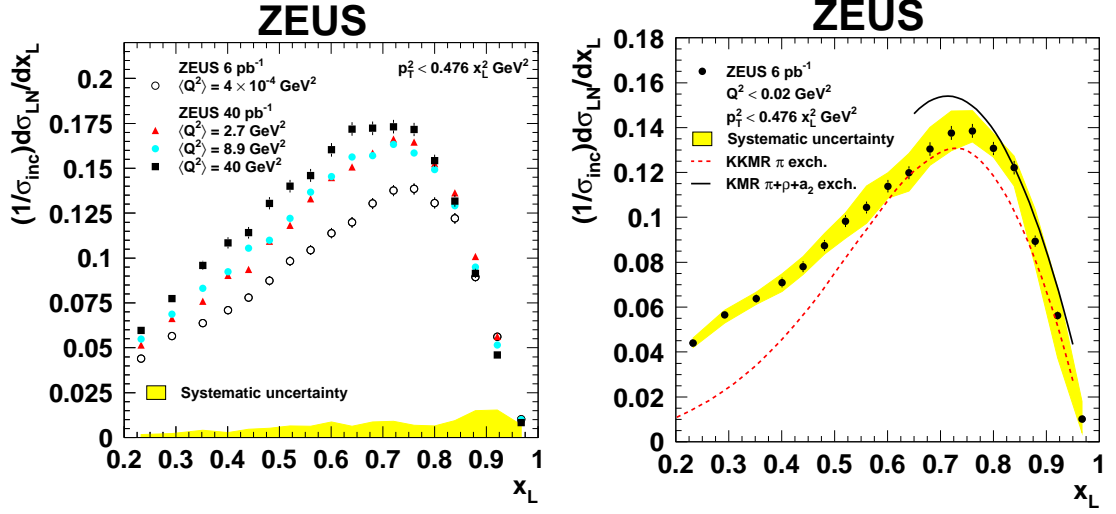 ZEUS
(1/σ_inc)dσ_LN/dx_L
0.2
0.175
0.15
0.125
0.1
0.075
0.05
0.025
0
ZEUS 6 pb⁻¹
⟨Q²⟩ = 4 × 10⁻⁴ GeV²
p_T² < 0.476 x_L² GeV²
ZEUS 40 pb⁻¹
⟨Q²⟩ = 2.7 GeV²
⟨Q²⟩ = 8.9 GeV²
⟨Q²⟩ = 40 GeV²
Systematic uncertainty
0.2 0.3 0.4 0.5 0.6 0.7 0.8 0.9 1
x_L
ZEUS
(1/σ_inc)dσ_LN/dx_L
0.18
0.16
0.14
0.12
0.1
0.08
0.06
0.04
0.02
0
ZEUS 6 pb⁻¹
Q² < 0.02 GeV²
p_T² < 0.476 x_L² GeV²
Systematic uncertainty
KKMR π exch.
KMR π+ρ+a₂ exch.
0.2 0.3 0.4 0.5 0.6 0.7 0.8 0.9 1
x_L